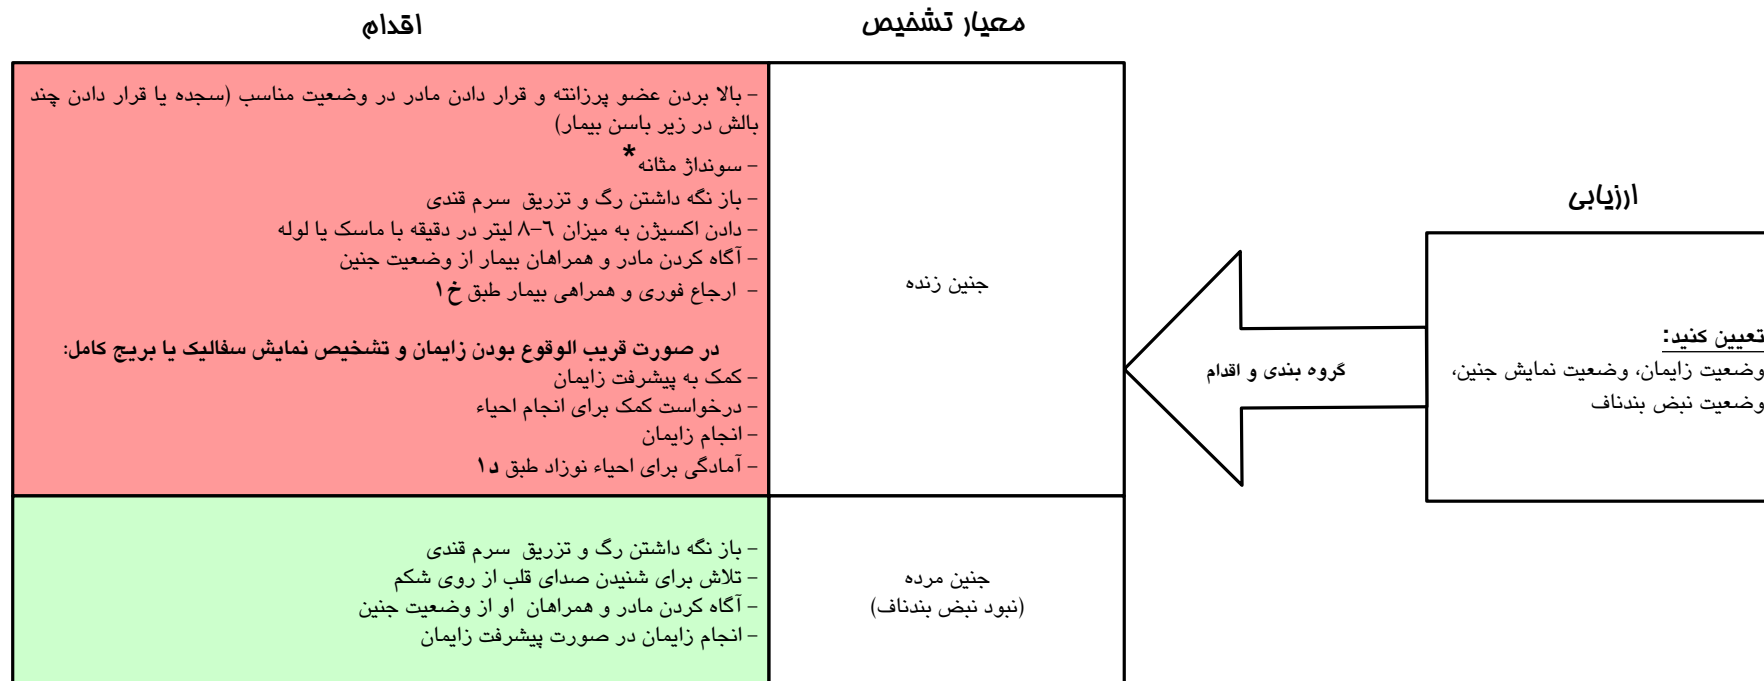 ارزیابی
تعیین کنید:
وضعیت زایمان، وضعیت نمایش جنین،
وضعیت نبض بندناف
گروه بندی و اقدام
معیار تشخیص
اقدام
جنین زنده
- بالا بردن عضو پرزانته و قرار دادن مادر در وضعیت مناسب (سجده یا قرار دادن چند
بالش در زیر باسن بیمار)
- سونداژ مثانه*
- باز نگه داشتن رگ و تزریق سرم قندی
- دادن اکسیژن به میزان ٦-٨ لیتر در دقیقه با ماسک یا لوله
- آگاه کردن مادر و همراهان بیمار از وضعیت جنین
- ارجاع فوری و همراهی بیمار طبق خ١
در صورت قریب الوقوع بودن زایمان و تشخیص نمایش سفالیک یا بریچ کامل:
- کمک به پیشرفت زایمان
- درخواست کمک برای انجام احیاء
- انجام زایمان
- آمادگی برای احیاء نوزاد طبق د١
جنین مرده
(نبود نبض بندناف)
- باز نگه داشتن رگ و تزریق سرم قندی
- تلاش برای شنیدن صدای قلب از روی شکم
- آگاه کردن مادر و همراهان او از وضعیت جنین
- انجام زایمان در صورت پیشرفت زایمان